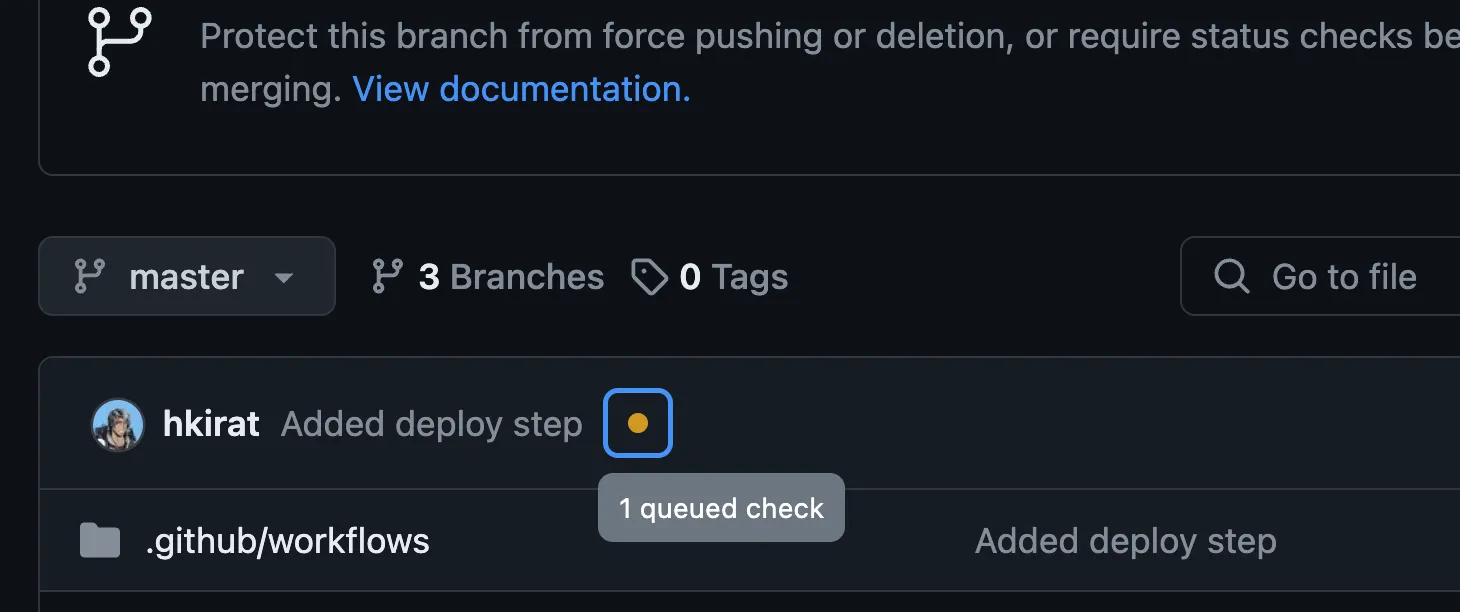 Protect this branch from force pushing or deletion, or require status checks be
merging. View documentation.
master 3 Branches 0 Tags Go to file
hkirat Added deploy step
1 queued check
.github/workflows Added deploy step